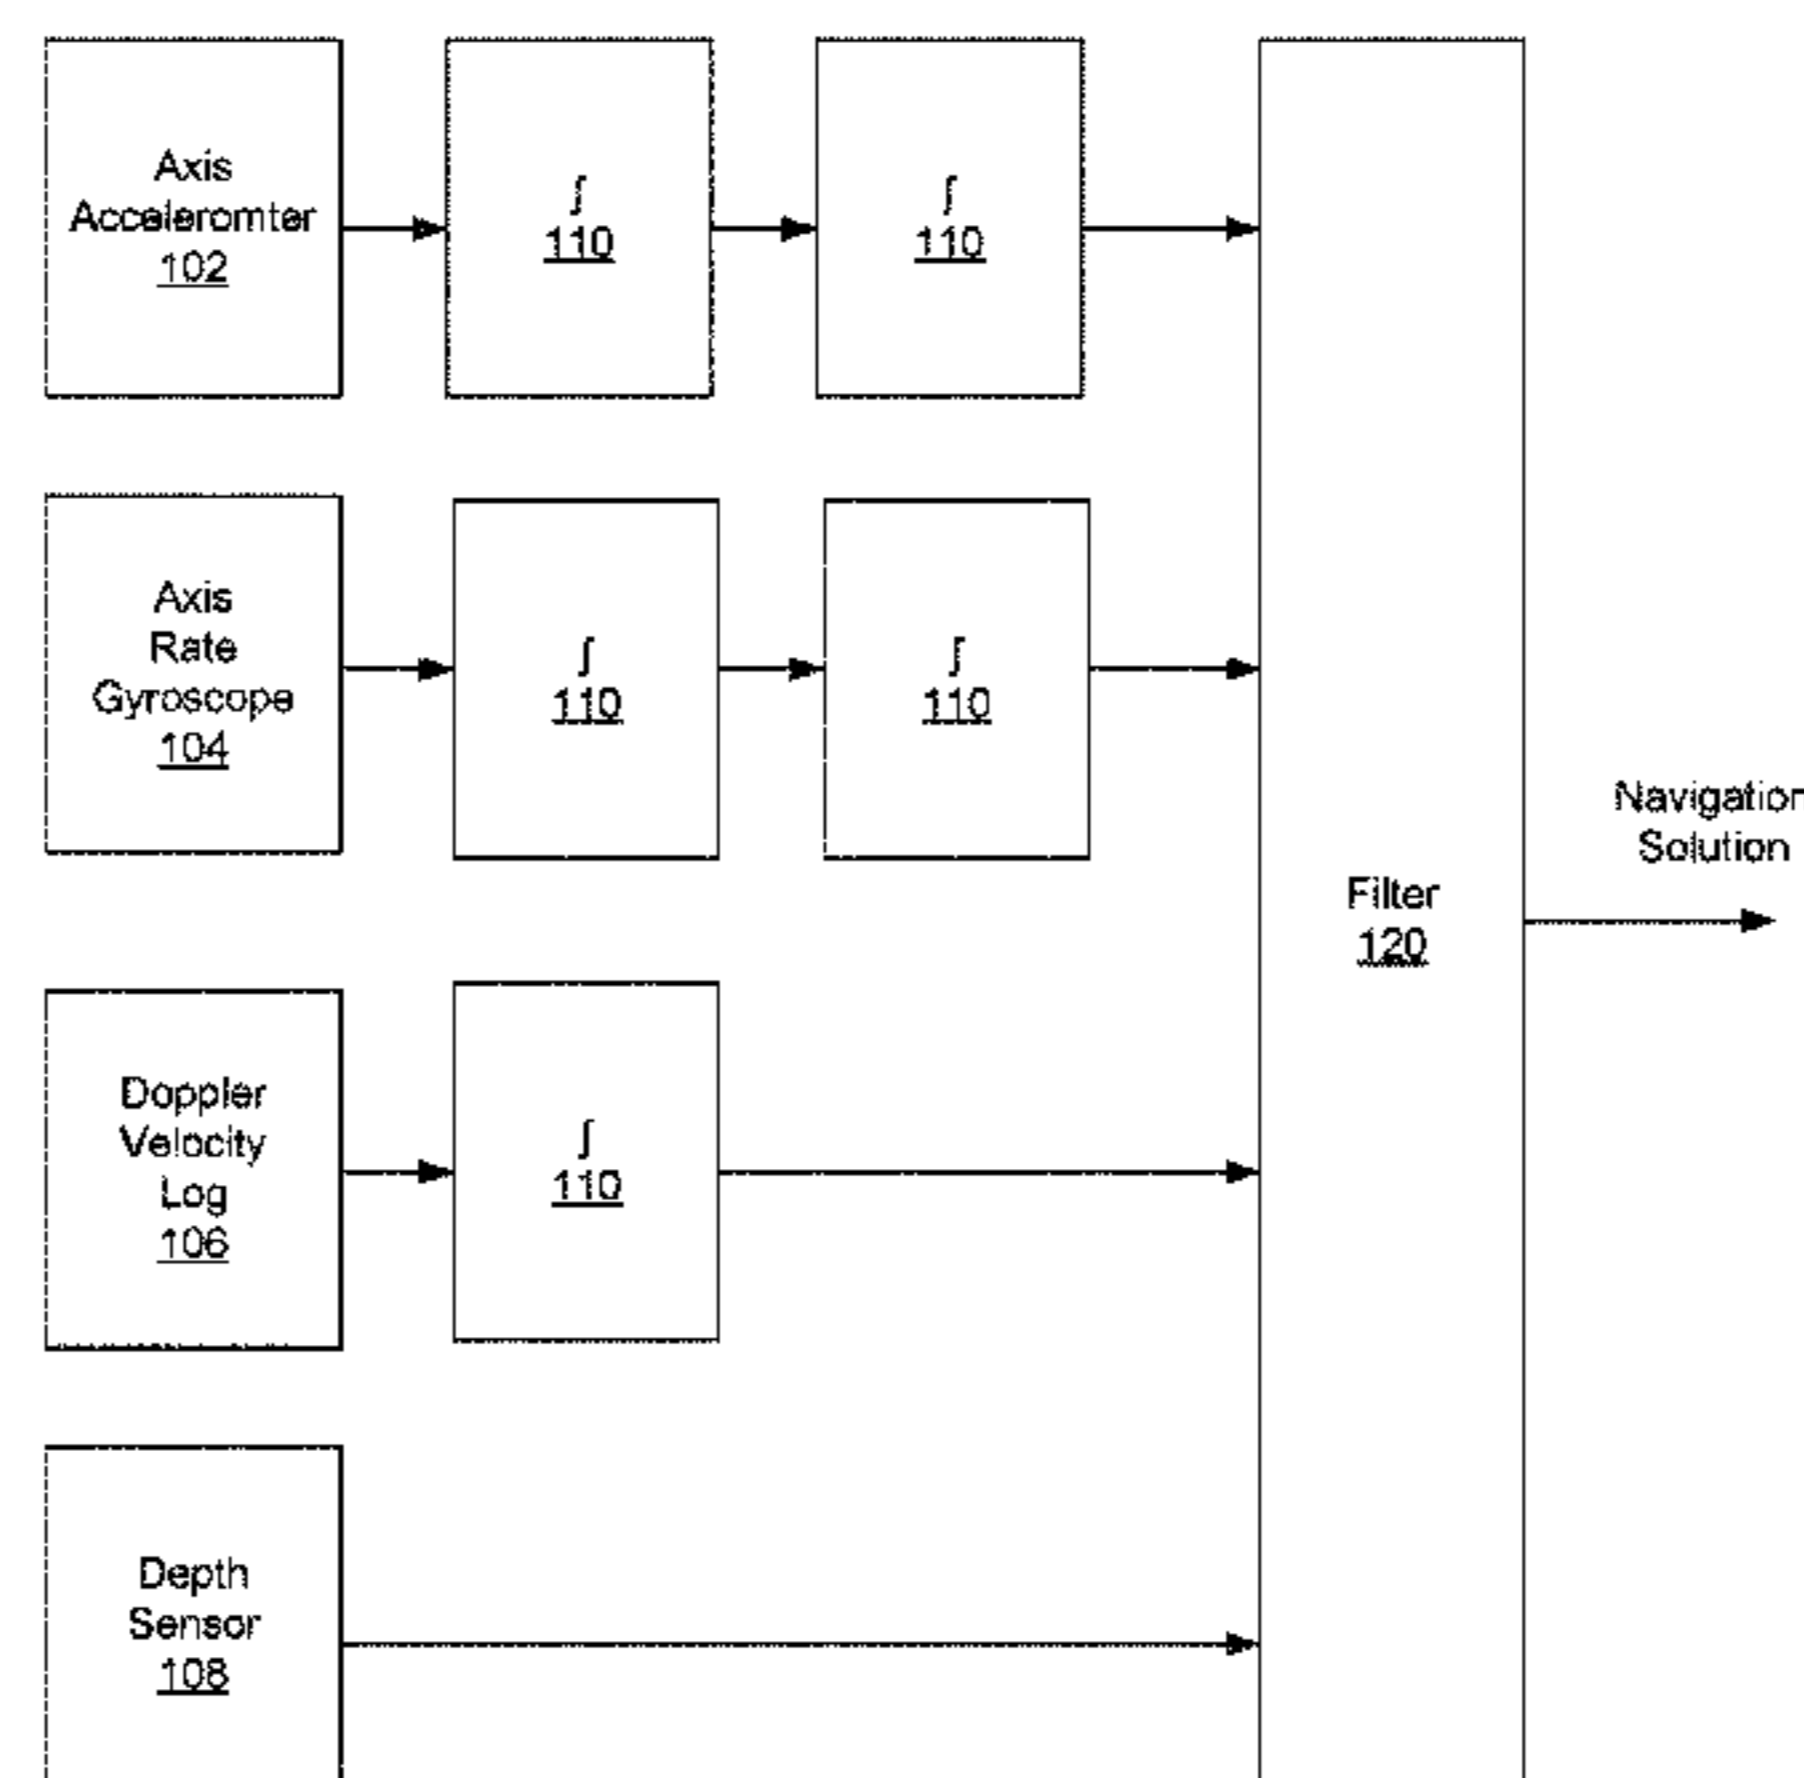 Axis
Acceleromter
102
∫
110
∫
110
Axis
Rate
Gyroscope
104
∫
110
∫
110
Navigation
Solution
Filter
120
Doppler
Velocity
Log
106
∫
110
Depth
Sensor
108